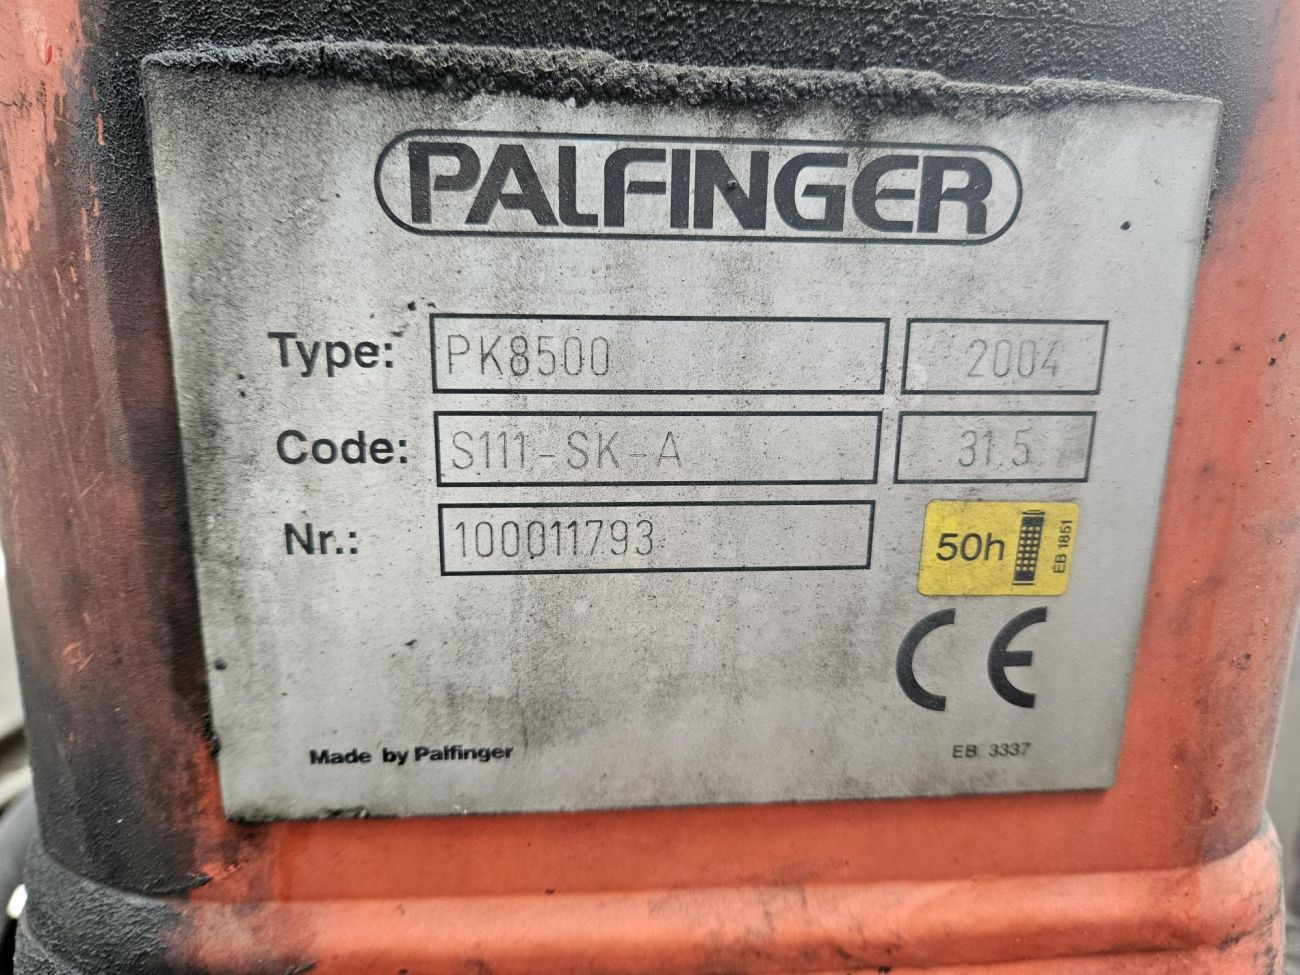 PALFINGER
Type: PK8500 2004
Code: S111-SK-A 31,5
Nr.: 100011793
50h EB 1851
CE
Made by Palfinger EB 3337